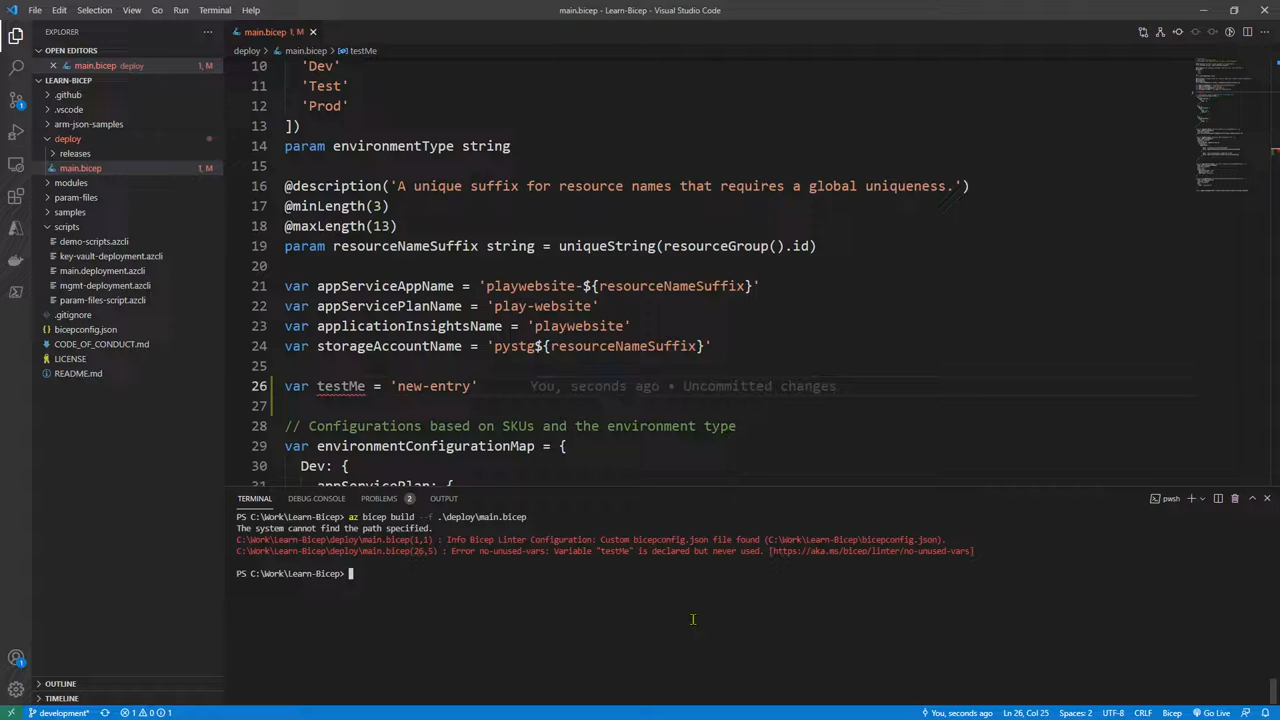 File Edit Selection View Go Run Terminal Help
main.bicep - Learn-Bicep - Visual Studio Code
EXPLORER
OPEN EDITORS
main.bicep deploy 1, M
LEARN-BICEP
.github
.vscode
arm-json-samples
deploy
releases
main.bicep 1, M
modules
param-files
samples
scripts
demo-scripts.azcli
key-vault-deployment.azcli
main.deployment.azcli
mgmt-deployment.azcli
param-files-script.azcli
.gitignore
bicepconfig.json
CODE_OF_CONDUCT.md
LICENSE
README.md
OUTLINE
TIMELINE
main.bicep 1, M
deploy > main.bicep > testMe
10 'Dev'
11 'Test'
12 'Prod'
13 ])
14 param environmentType string
15
16 @description('A unique suffix for resource names that requires a global uniqueness.')
17 @minLength(3)
18 @maxLength(13)
19 param resourceNameSuffix string = uniqueString(resourceGroup().id)
20
21 var appServiceAppName = 'playwebsite-${resourceNameSuffix}'
22 var appServicePlanName = 'play-website'
23 var applicationInsightsName = 'playwebsite'
24 var storageAccountName = 'pystg${resourceNameSuffix}'
25
26 var testMe = 'new-entry' You, seconds ago • Uncommitted changes
27
28 // Configurations based on SKUs and the environment type
29 var environmentConfigurationMap = {
30 Dev: {
31 appServicePlan: {
TERMINAL DEBUG CONSOLE PROBLEMS 2 OUTPUT
pwsh
PS C:\Work\Learn-Bicep> az bicep build --f .\deploy\main.bicep
The system cannot find the path specified.
C:\Work\Learn-Bicep\deploy\main.bicep(1,1) : Info Bicep Linter Configuration: Custom bicepconfig.json file found (C:\Work\Learn-Bicep\bicepconfig.json).
C:\Work\Learn-Bicep\deploy\main.bicep(26,5) : Error no-unused-vars: Variable "testMe" is declared but never used. [https://aka.ms/bicep/linter/no-unused-vars]
PS C:\Work\Learn-Bicep>
development* 1 0 1
You, seconds ago Ln 26, Col 25 Spaces: 2 UTF-8 CRLF Bicep Go Live